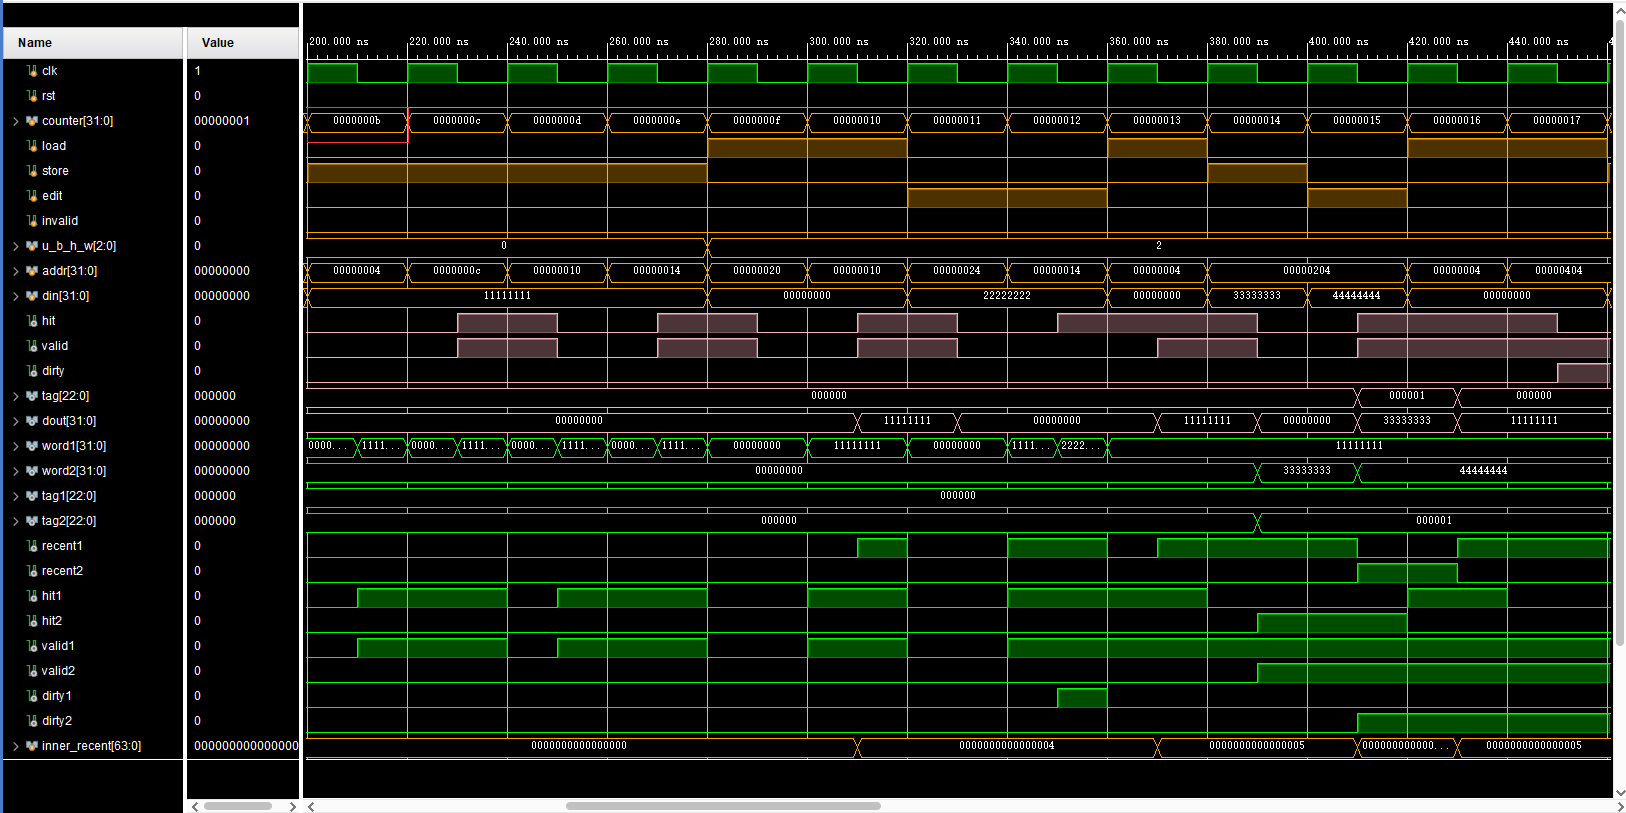 Name Value
200.000 ns 220.000 ns 240.000 ns 260.000 ns 280.000 ns 300.000 ns 320.000 ns 340.000 ns 360.000 ns 380.000 ns 400.000 ns 420.000 ns 440.000 ns
clk 1
rst 0
counter[31:0] 00000001 0000000b 0000000c 0000000d 0000000e 0000000f 00000010 00000011 00000012 00000013 00000014 00000015 00000016 00000017
load 0
store 0
edit 0
invalid 0
u_b_h_w[2:0] 0 0 2
addr[31:0] 00000000 00000004 0000000c 00000010 00000014 00000020 00000010 00000024 00000014 00000004 00000204 00000004 00000404
din[31:0] 00000000 11111111 00000000 22222222 00000000 33333333 44444444 00000000
hit 0
valid 0
dirty 0
tag[22:0] 000000 000000 000001 000000
dout[31:0] 00000000 00000000 11111111 00000000 11111111 00000000 33333333 11111111
word1[31:0] 00000000 0000... 1111... 0000... 1111... 0000... 1111... 0000... 1111... 00000000 11111111 00000000 1111... 2222... 11111111
word2[31:0] 00000000 00000000 33333333 44444444
tag1[22:0] 000000 000000
tag2[22:0] 000000 000000 000001
recent1 0
recent2 0
hit1 0
hit2 0
valid1 0
valid2 0
dirty1 0
dirty2 0
inner_recent[63:0] 000000000000000 0000000000000000 0000000000000004 0000000000000005 000000000000... 0000000000000005